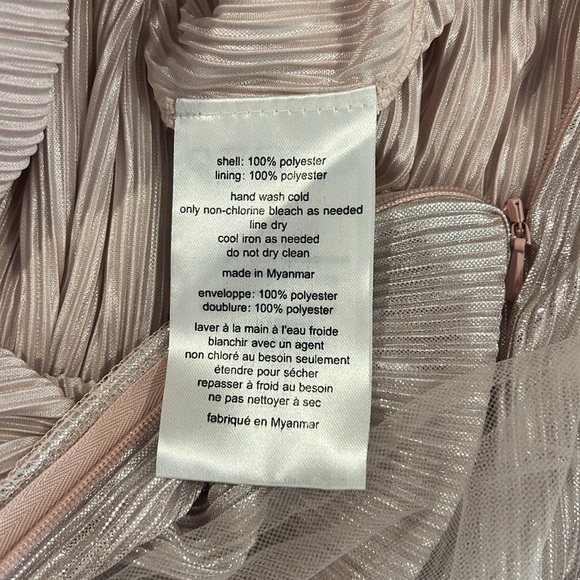 shell: 100% polyester
lining: 100% polyester
hand wash cold
only non-chlorine bleach as needed
line dry
cool iron as needed
do not dry clean
made in Myanmar
enveloppe: 100% polyester
doublure: 100% polyester
laver à la main à l'eau froide
blanchir avec un agent
non chloré au besoin seulement
étendre pour sécher
repasser à froid au besoin
ne pas nettoyer à sec
fabriqué en Myanmar